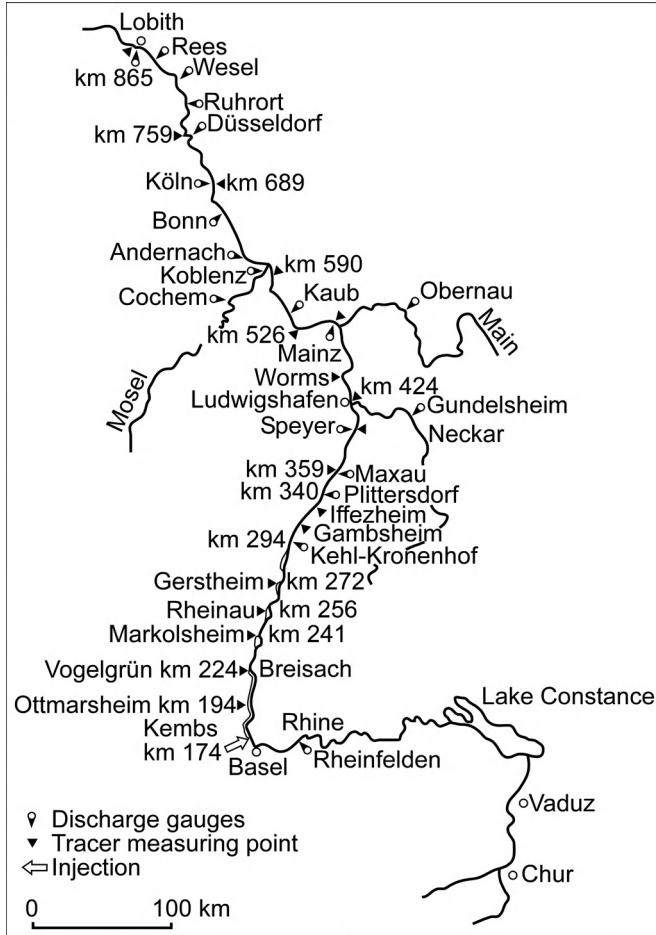 Lobith
Rees
Wesel
km 865
Ruhrort
Düsseldorf
km 759
Köln
km 689
Bonn
Andernach
km 590
Koblenz
Cochem
Kaub
Obernau
km 526
Main
Mainz
Worms
km 424
Mosel
Ludwigshafen
Gundelsheim
Speyer
Neckar
km 359
Maxau
km 340
Plittersdorf
Iffezheim
Gambsheim
km 294
Kehl-Kronenhof
Gerstheim
km 272
Rheinau
km 256
Markolsheim
km 241
Vogelgrün km 224
Breisach
Ottmarsheim km 194
Lake Constance
Kembs
km 174
Rhine
Basel
Rheinfelden
Vaduz
Discharge gauges
Tracer measuring point
Injection
Chur
0 100 km